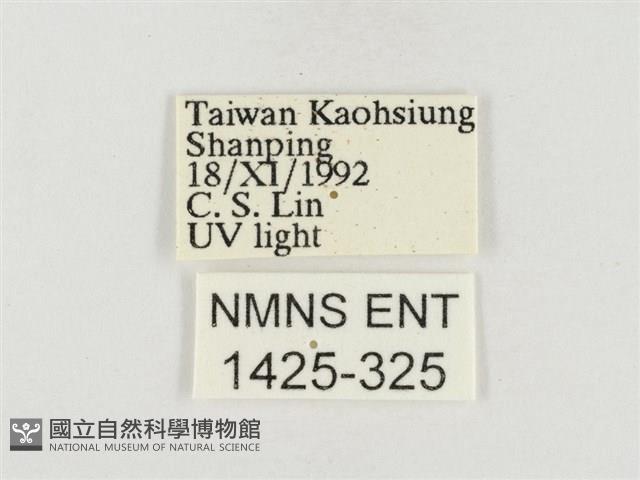 Taiwan Kaohsiung
Shanping
18/XI/1992
C. S. Lin
UV light
NMNS ENT
1425-325
國立自然科學博物館
NATIONAL MUSEUM OF NATURAL SCIENCE